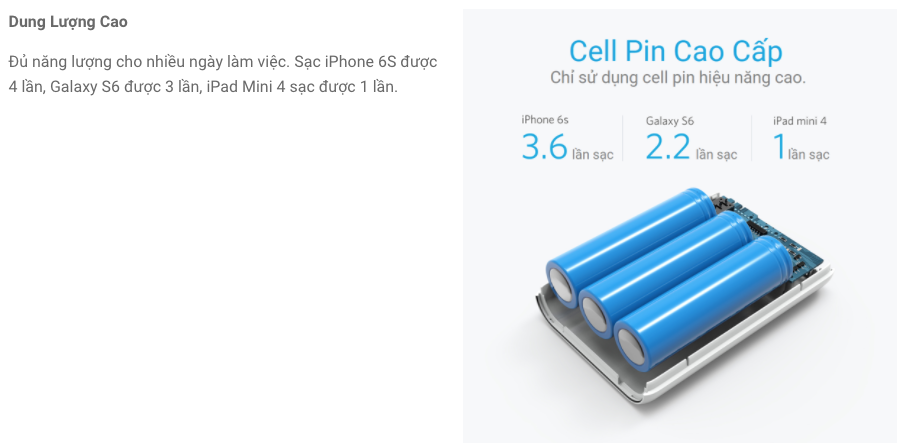 Dung Lượng Cao
Đủ năng lượng cho nhiều ngày làm việc. Sạc iPhone 6S được
4 lần, Galaxy S6 được 3 lần, iPad Mini 4 sạc được 1 lần.
Cell Pin Cao Cấp
Chỉ sử dụng cell pin hiệu năng cao.
iPhone 6s
3.6 lần sạc
Galaxy S6
2.2 lần sạc
iPad mini 4
1 lần sạc